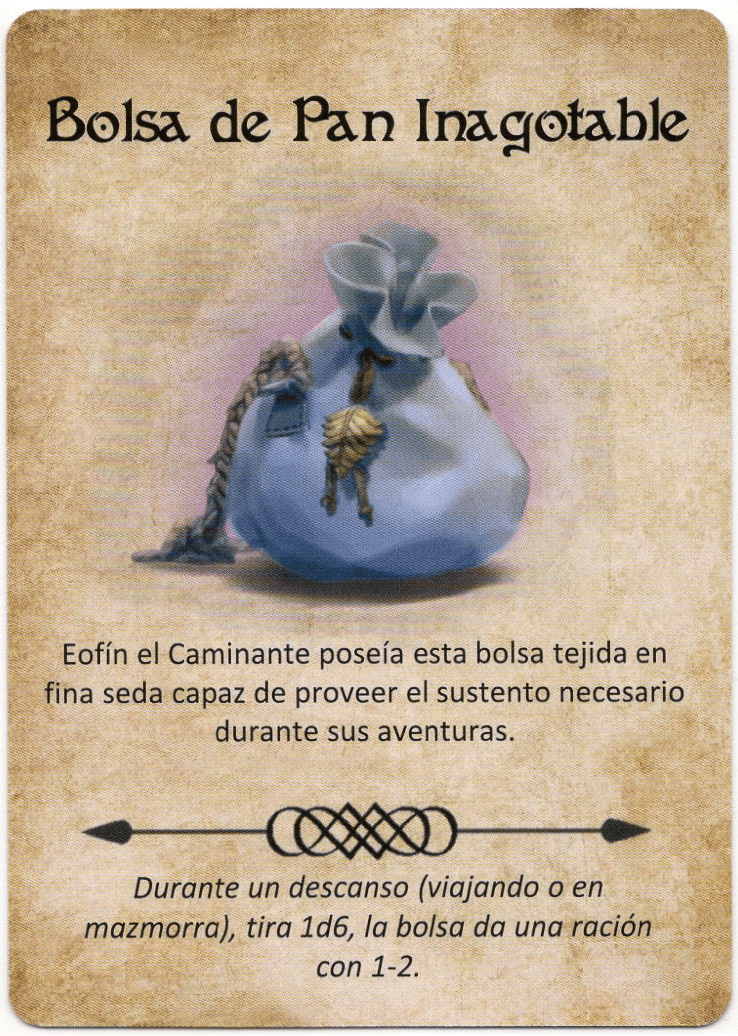 Bolsa de Pan Inagotable
Eofín el Caminante poseía esta bolsa tejida en
fina seda capaz de proveer el sustento necesario
durante sus aventuras.
Durante un descanso (viajando o en
mazmorra), tira 1d6, la bolsa da una ración
con 1-2.